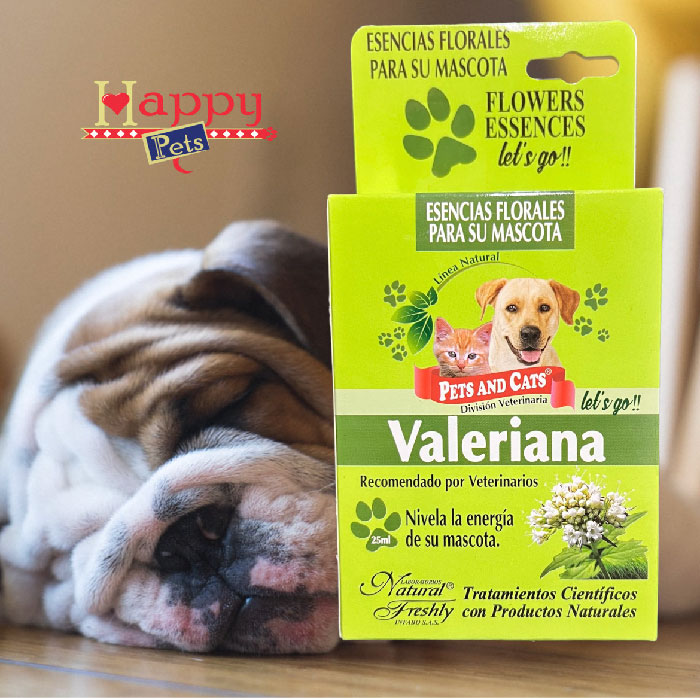 Happy
Pets
ESENCIAS FLORALES
PARA SU MASCOTA
FLOWERS
ESSENCES
let's go!!
ESENCIAS FLORALES
PARA SU MASCOTA
Línea Natural
PETS AND CATS®
División Veterinaria
let's go!!
Valeriana
Recomendado por Veterinarios
25ml
Nivela la energía
de su mascota.
LABORATORIOS
Natural®
Freshly
INFABO S.A.S.
Tratamientos Científicos
con Productos Naturales